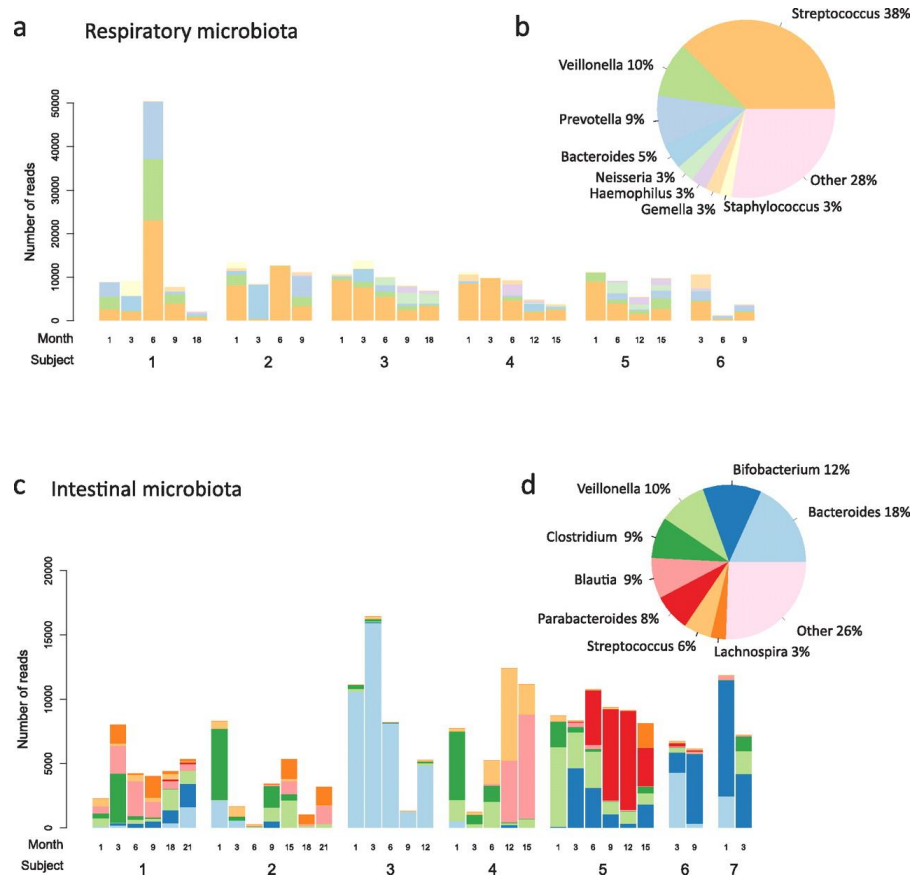 a Respiratory microbiota
b
Streptococcus 38%
Veillonella 10%
Prevotella 9%
Bacteroides 5%
Neisseria 3%
Haemophilus 3%
Gemella 3%
Staphylococcus 3%
Other 28%
Number of reads
50000
40000
30000
20000
10000
0
Month 1 3 6 9 18 1 3 6 9 1 3 6 9 18 1 3 6 12 15 1 6 12 15 3 6 9
Subject 1 2 3 4 5 6
c Intestinal microbiota
d
Bifobacterium 12%
Veillonella 10%
Bacteroides 18%
Clostridium 9%
Blautia 9%
Parabacteroides 8%
Streptococcus 6%
Lachnospira 3%
Other 26%
Number of reads
20000
15000
10000
5000
0
Month 1 3 6 9 18 21 1 3 6 9 15 18 21 1 3 6 9 12 1 3 6 12 15 1 3 6 9 12 15 3 9 1 3
Subject 1 2 3 4 5 6 7